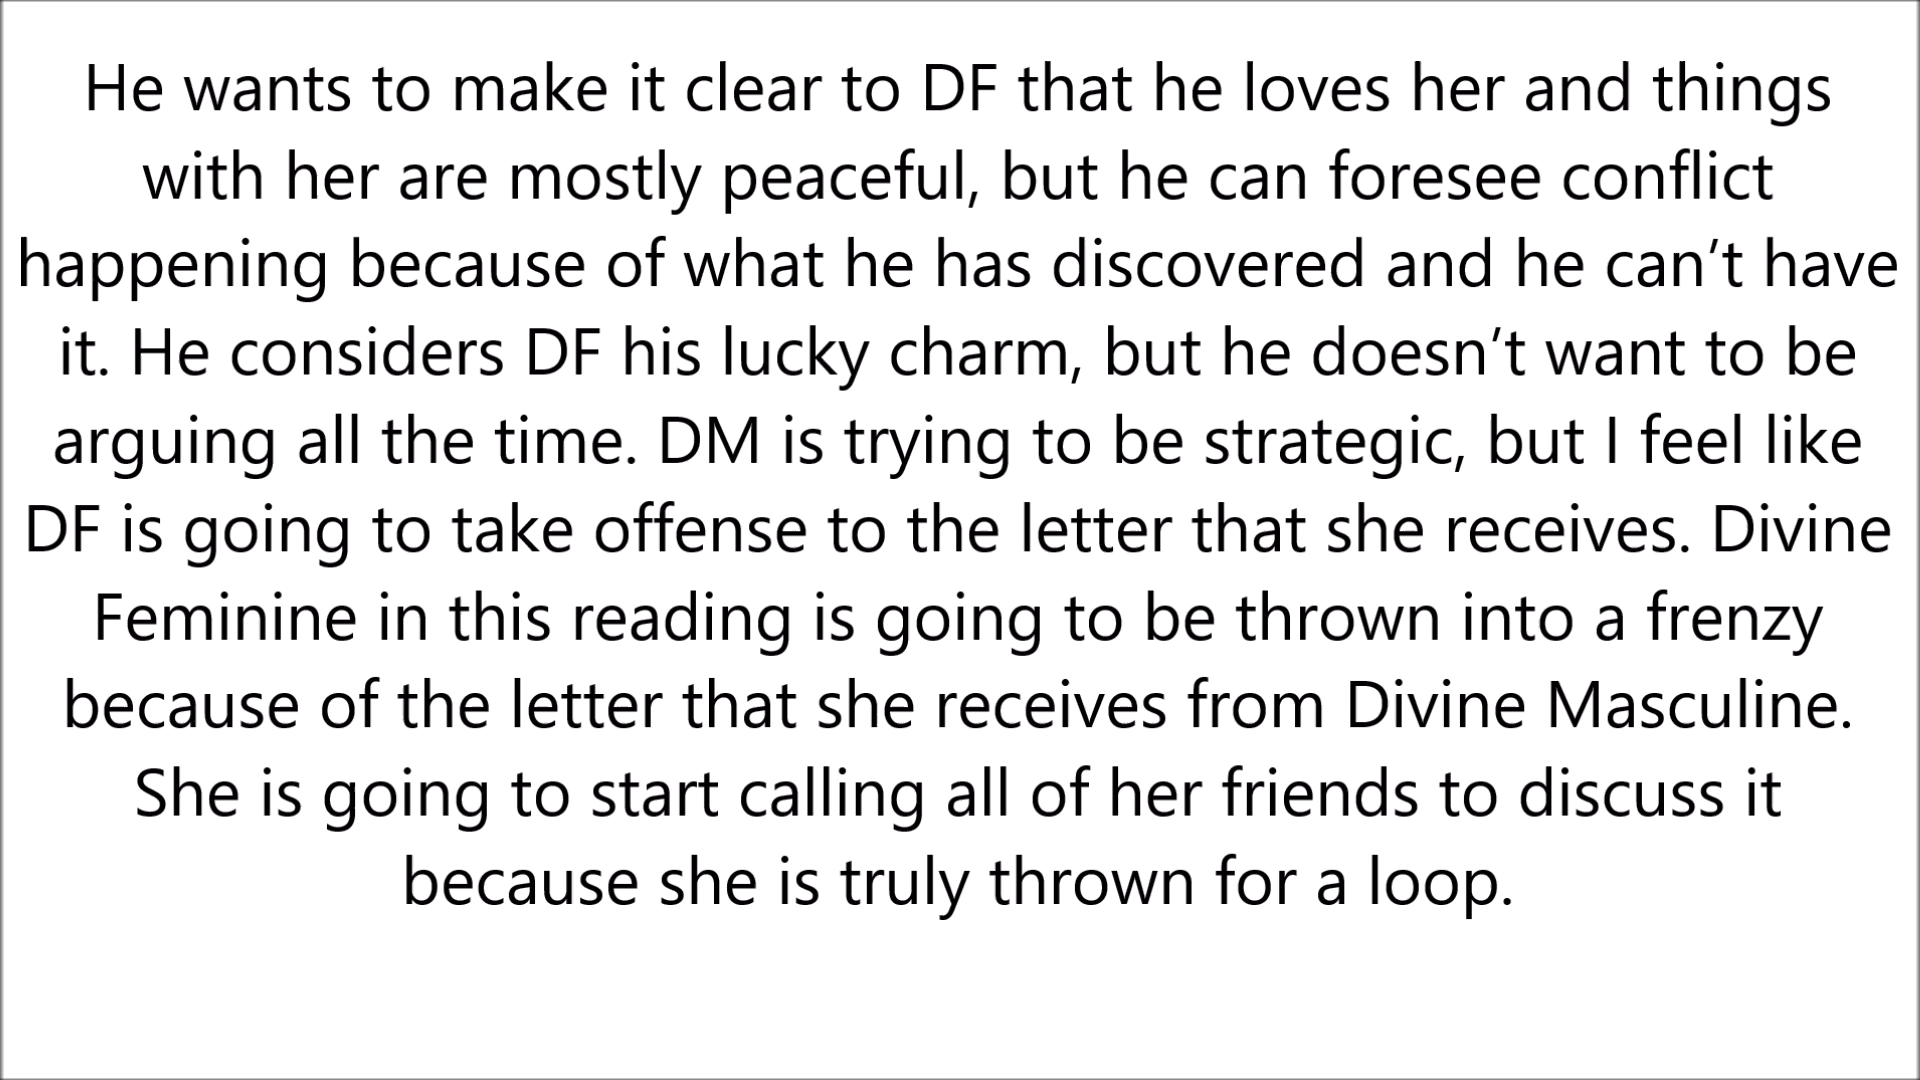 He wants to make it clear to DF that he loves her and things
with her are mostly peaceful, but he can foresee conflict
happening because of what he has discovered and he can’t have
it. He considers DF his lucky charm, but he doesn’t want to be
arguing all the time. DM is trying to be strategic, but I feel like
DF is going to take offense to the letter that she receives. Divine
Feminine in this reading is going to be thrown into a frenzy
because of the letter that she receives from Divine Masculine.
She is going to start calling all of her friends to discuss it
because she is truly thrown for a loop.